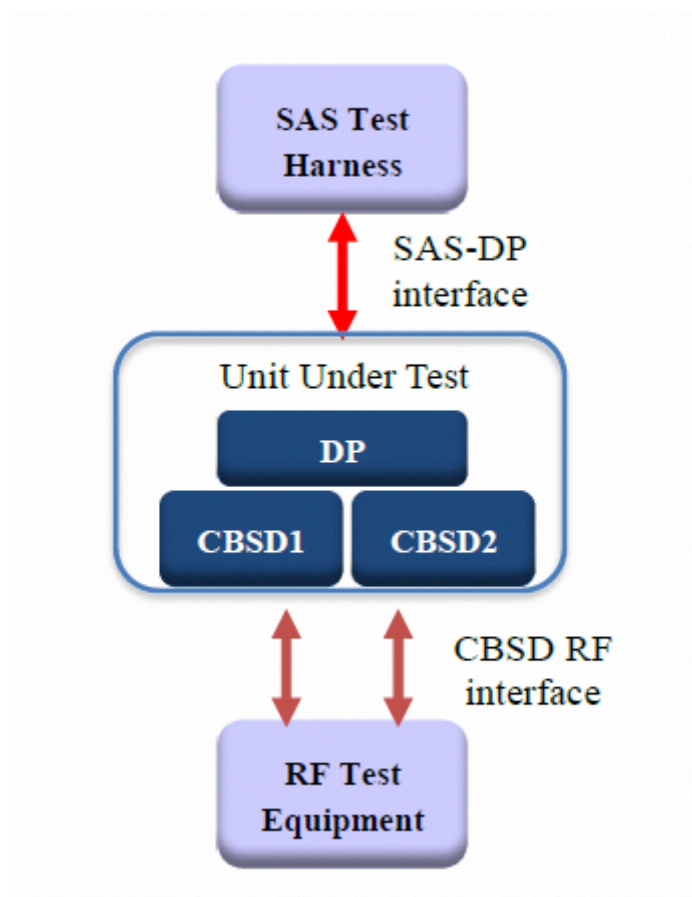 SAS Test
Harness
SAS-DP
interface
Unit Under Test
DP
CBSD1
CBSD2
CBSD RF
interface
RF Test
Equipment